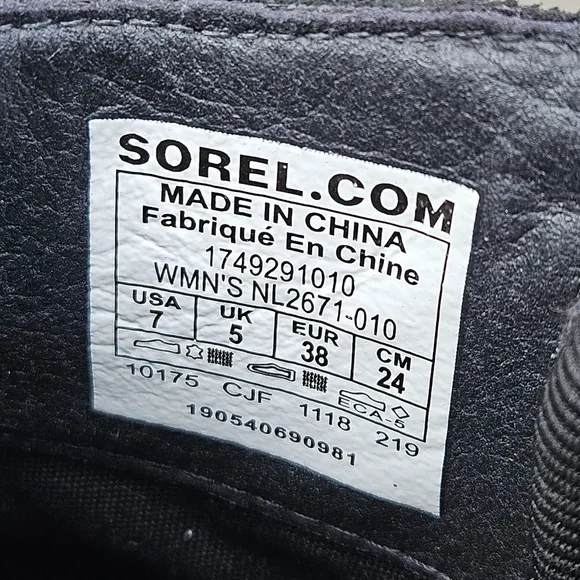 SOREL.COM
MADE IN CHINA
Fabriqué En Chine
1749291010
WMN'S NL2671-010
USA UK EUR CM
7 5 38 24
ECA-5
10175 CJF 1118 219
190540690981